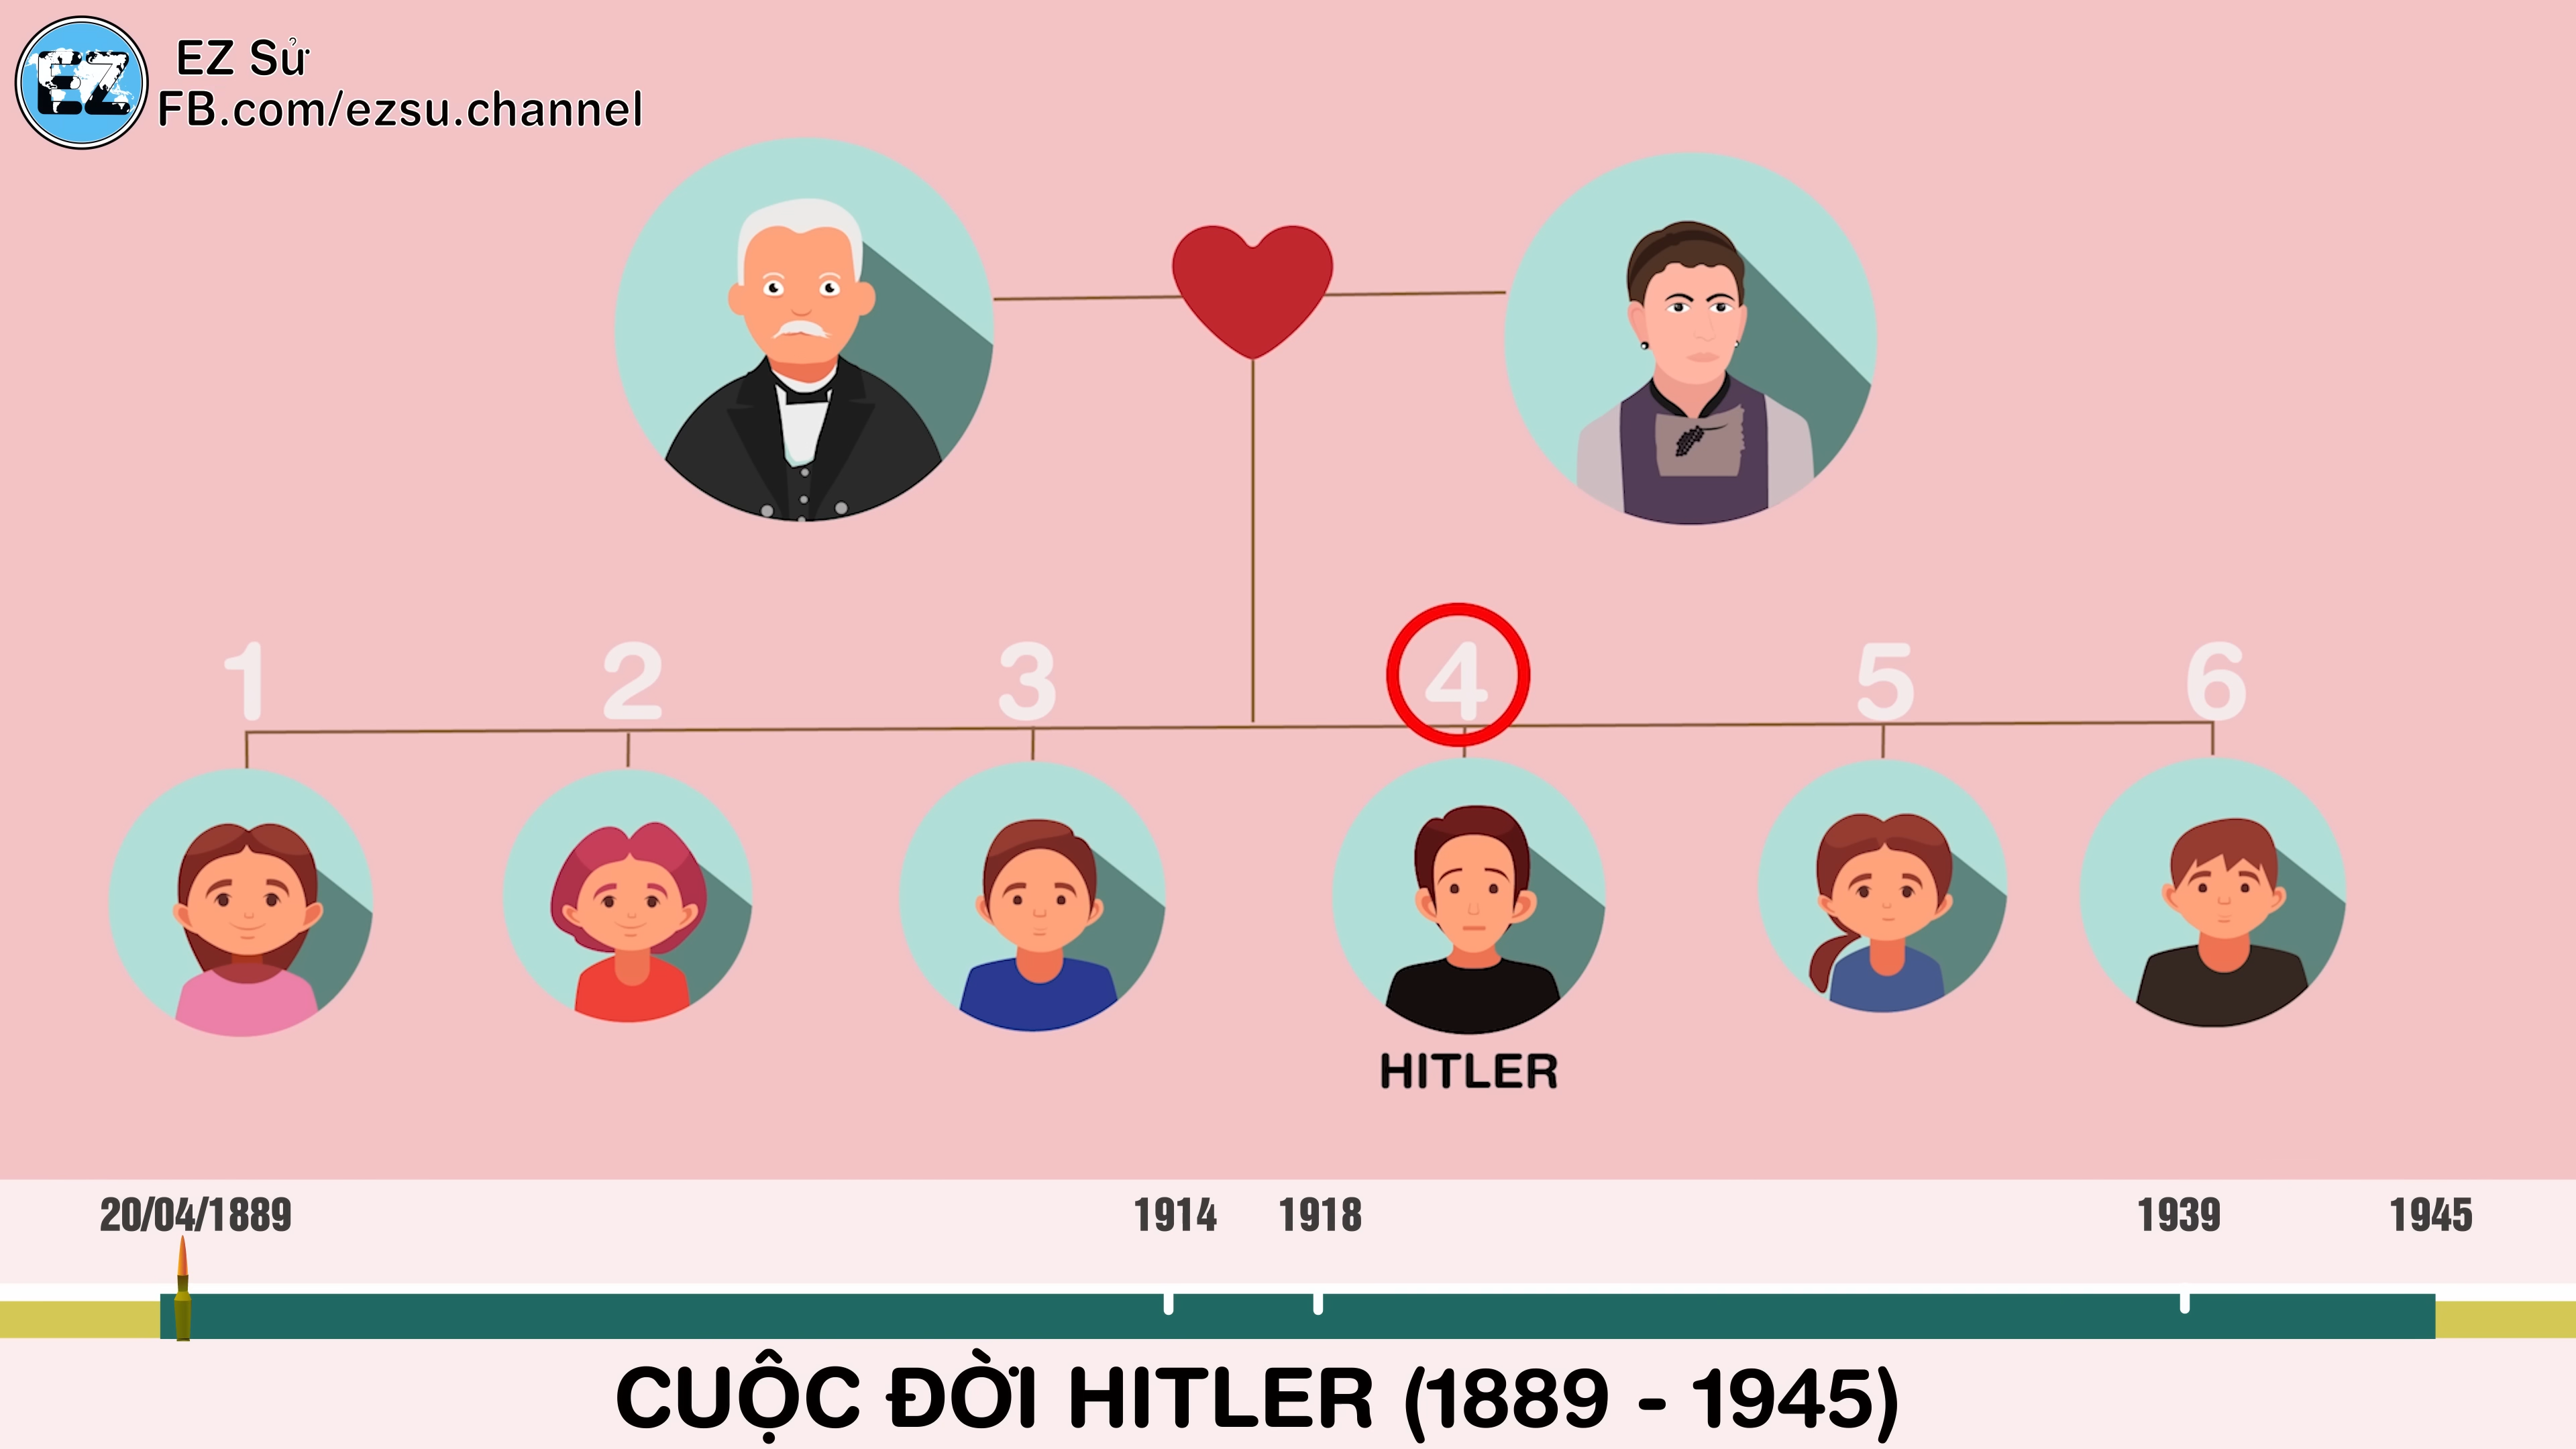 EZ
EZ Sử
FB.com/ezsu.channel
1 2 3 4 5 6
HITLER
20/04/1889 1914 1918 1939 1945
CUỘC ĐỜI HITLER (1889 - 1945)